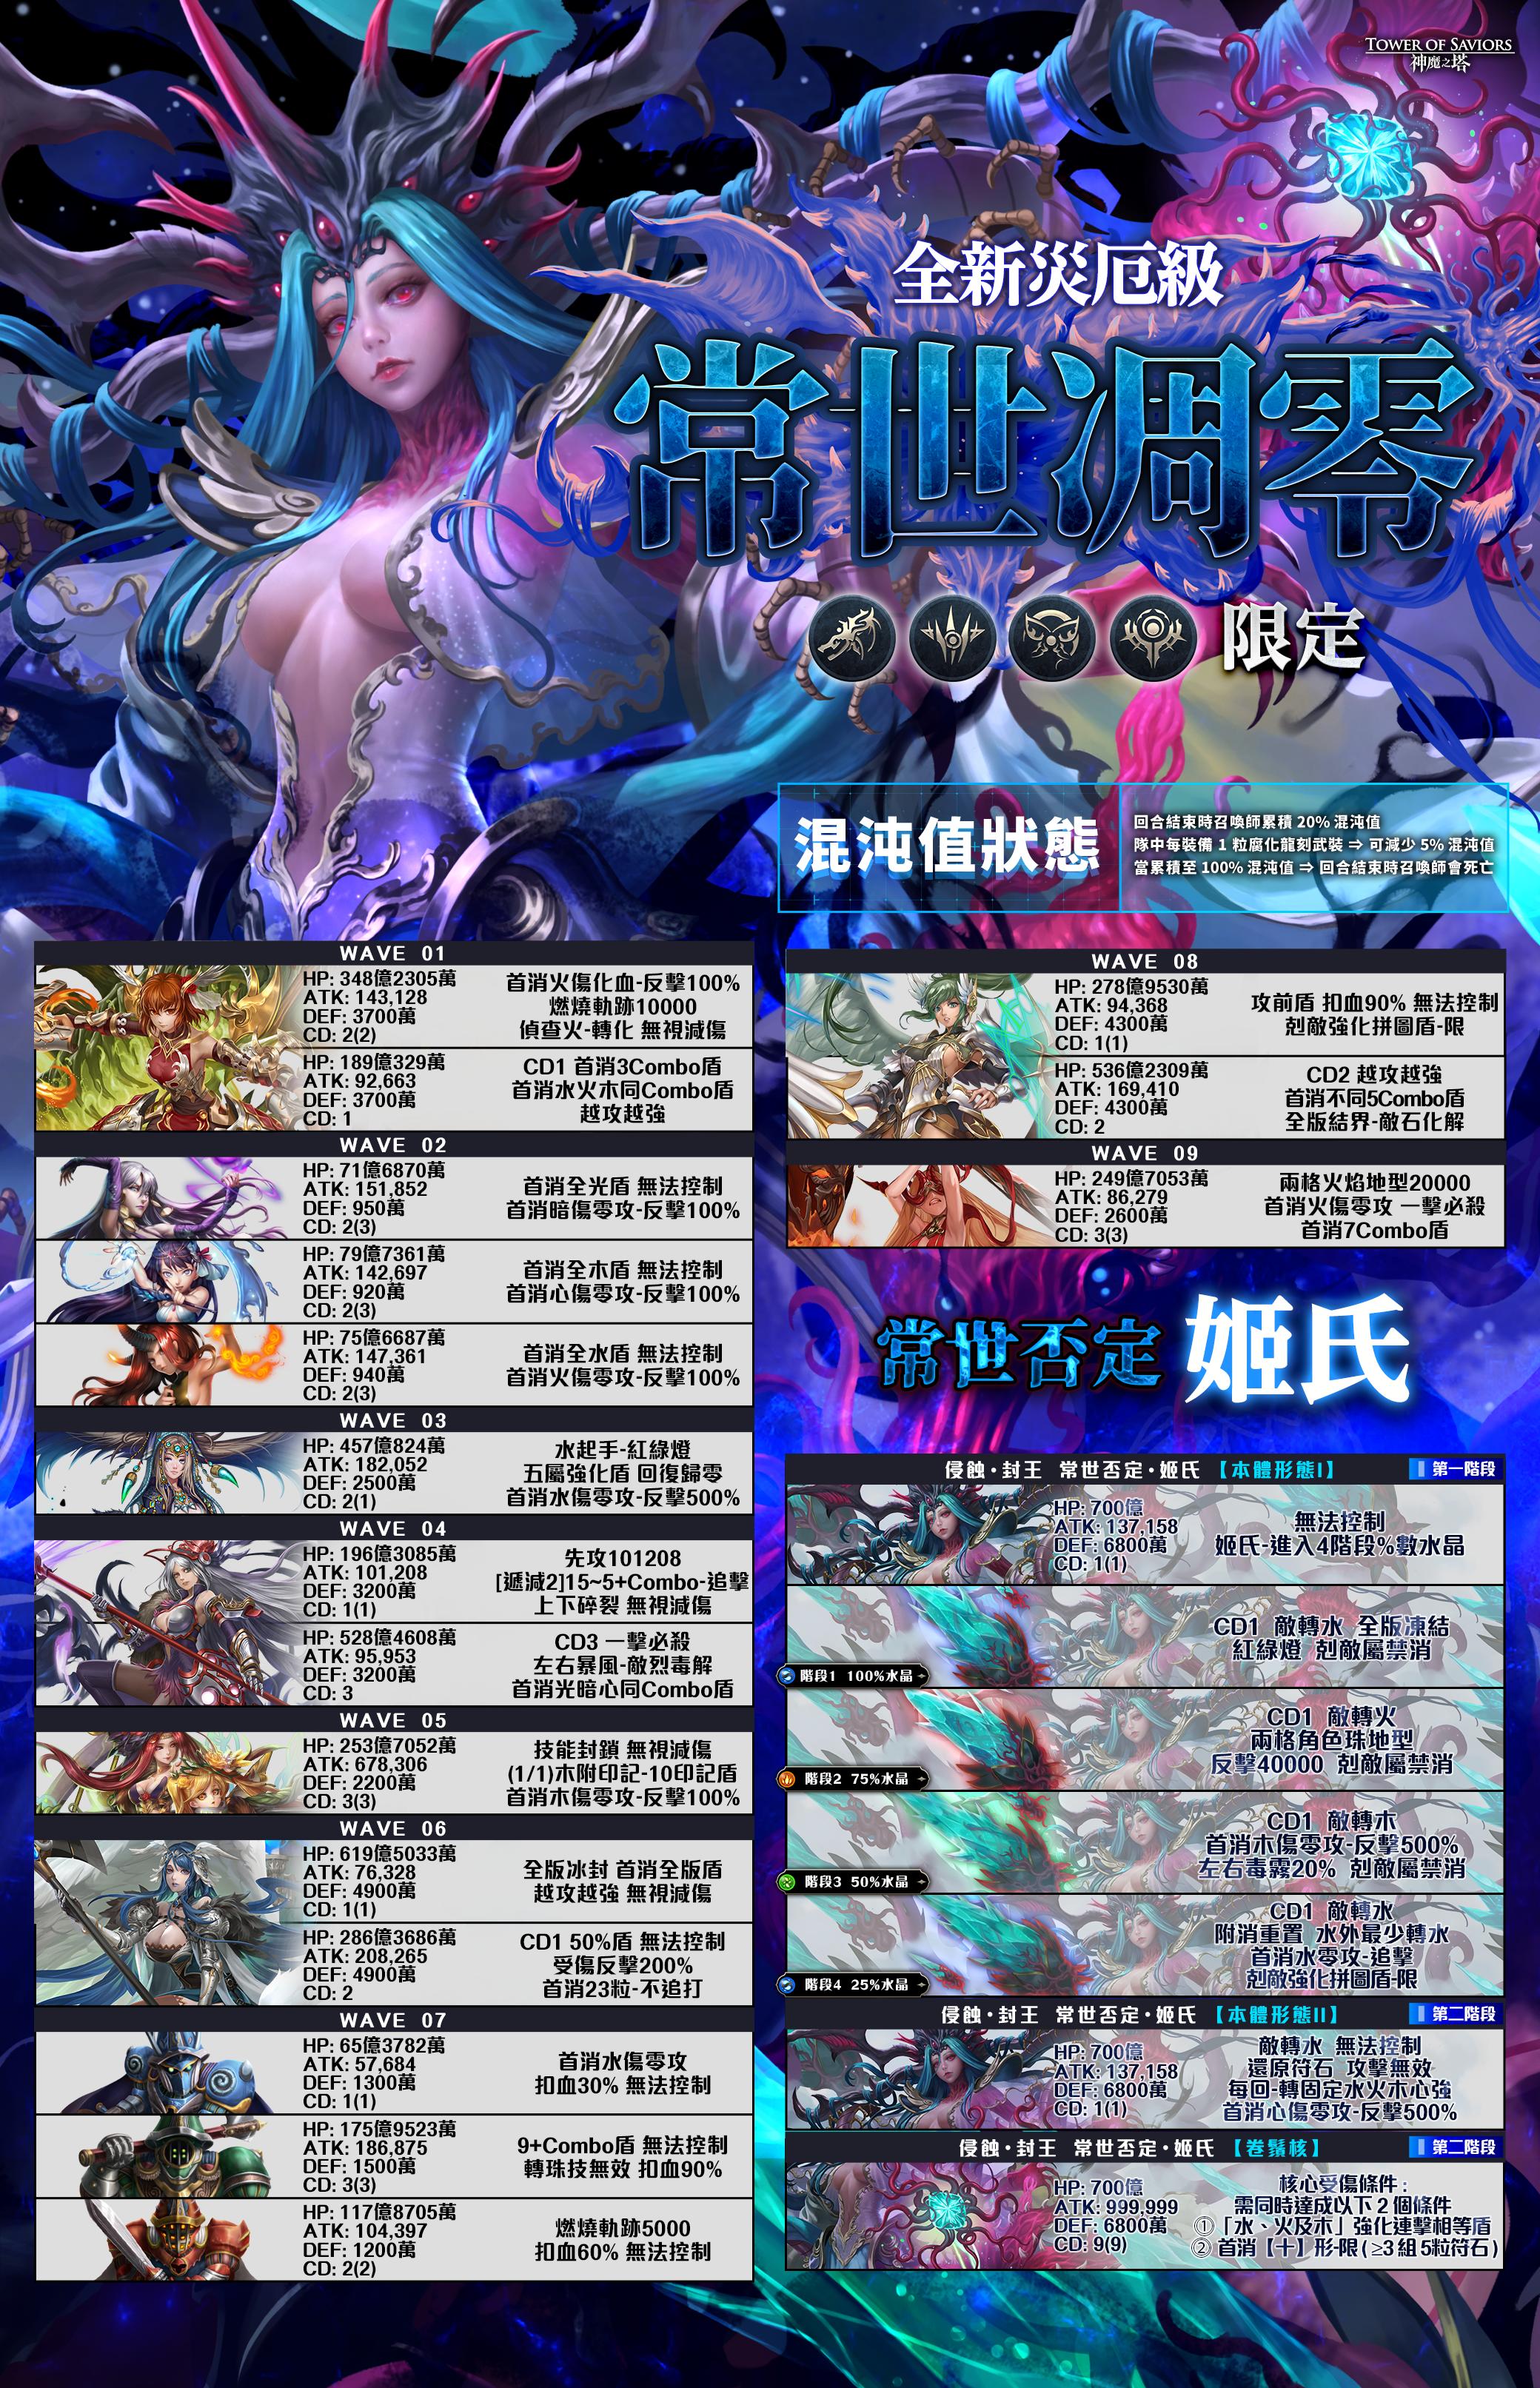 TOWER OF SAVIORS
神魔之塔
全新災厄級
常世凋零
限定
混沌值狀態
回合結束時召喚師累積 20% 混沌值
隊中每裝備 1 粒腐化龍刻武裝 ⇒ 可減少 5% 混沌值
當累積至 100% 混沌值 ⇒ 回合結束時召喚師會死亡
WAVE 01
HP: 348億2305萬
ATK: 143,128
DEF: 3700萬
CD: 2(2)
首消火傷化血-反擊100%
燃燒軌跡10000
偵查火-轉化 無視減傷
HP: 189億329萬
ATK: 92,663
DEF: 3700萬
CD: 1
CD1 首消3Combo盾
首消水火木同Combo盾
越攻越強
WAVE 02
HP: 71億6870萬
ATK: 151,852
DEF: 950萬
CD: 2(3)
首消全光盾 無法控制
首消暗傷零攻-反擊100%
HP: 79億7361萬
ATK: 142,697
DEF: 920萬
CD: 2(3)
首消全木盾 無法控制
首消心傷零攻-反擊100%
HP: 75億6687萬
ATK: 147,361
DEF: 940萬
CD: 2(3)
首消全水盾 無法控制
首消火傷零攻-反擊100%
WAVE 03
HP: 457億824萬
ATK: 182,052
DEF: 2500萬
CD: 2(1)
水起手-紅綠燈
五屬強化盾 回復歸零
首消水傷零攻-反擊500%
WAVE 04
HP: 196億3085萬
ATK: 101,208
DEF: 3200萬
CD: 1(1)
先攻101208
[遞減2]15~5+Combo-追擊
上下碎裂 無視減傷
HP: 528億4608萬
ATK: 95,953
DEF: 3200萬
CD: 3
CD3 一擊必殺
左右暴風-敵烈毒解
首消光暗心同Combo盾
WAVE 05
HP: 253億7052萬
ATK: 678,306
DEF: 2200萬
CD: 3(3)
技能封鎖 無視減傷
(1/1)木附印記-10印記盾
首消木傷零攻-反擊100%
WAVE 06
HP: 619億5033萬
ATK: 76,328
DEF: 4900萬
CD: 1(1)
全版冰封 首消全版盾
越攻越強 無視減傷
HP: 286億3686萬
ATK: 208,265
DEF: 4900萬
CD: 2
CD1 50%盾 無法控制
受傷反擊200%
首消23粒-不追打
WAVE 07
HP: 65億3782萬
ATK: 57,684
DEF: 1300萬
CD: 1(1)
首消水傷零攻
扣血30% 無法控制
HP: 175億9523萬
ATK: 186,875
DEF: 1500萬
CD: 3(3)
9+Combo盾 無法控制
轉珠技無效 扣血90%
HP: 117億8705萬
ATK: 104,397
DEF: 1200萬
CD: 2(2)
燃燒軌跡5000
扣血60% 無法控制
WAVE 08
HP: 278億9530萬
ATK: 94,368
DEF: 4300萬
CD: 1(1)
攻前盾 扣血90% 無法控制
剋敵強化拼圖盾-限
HP: 536億2309萬
ATK: 169,410
DEF: 4300萬
CD: 2
CD2 越攻越強
首消不同5Combo盾
全版結界-敵石化解
WAVE 09
HP: 249億7053萬
ATK: 86,279
DEF: 2600萬
CD: 3(3)
兩格火焰地型20000
首消火傷零攻 一擊必殺
首消7Combo盾
常世否定 姬氏
侵蝕·封王 常世否定·姬氏 【本體形態I】
第一階段
HP: 700億
ATK: 137,158
DEF: 6800萬
CD: 1(1)
無法控制
姬氏-進入4階段%數水晶
階段1 100%水晶
CD1 敵轉水 全版凍結
紅綠燈 剋敵屬禁消
階段2 75%水晶
CD1 敵轉火
兩格角色珠地型
反擊40000 剋敵屬禁消
階段3 50%水晶
CD1 敵轉木
首消木傷零攻-反擊500%
左右毒霧20% 剋敵屬禁消
階段4 25%水晶
CD1 敵轉水
附消重置 水外最少轉水
首消水零攻-追擊
剋敵強化拼圖盾-限
侵蝕·封王 常世否定·姬氏 【本體形態II】
第二階段
HP: 700億
ATK: 137,158
DEF: 6800萬
CD: 1(1)
敵轉水 無法控制
還原符石 攻擊無效
每回-轉固定水火木心強
首消心傷零攻-反擊500%
侵蝕·封王 常世否定·姬氏 【卷鬚核】
第二階段
HP: 700億
ATK: 999,999
DEF: 6800萬
CD: 9(9)
核心受傷條件：
需同時達成以下 2 個條件
①「水、火及木」強化連擊相等盾
② 首消【十】形-限 ( ≥3 組 5粒符石 )